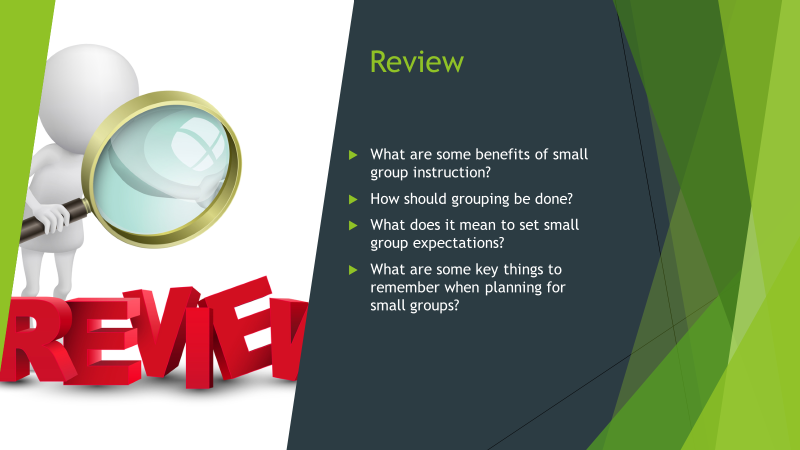 Review
What are some benefits of small
group instruction?
How should grouping be done?
What does it mean to set small
group expectations?
What are some key things to
remember when planning for
small groups?
REVIEW